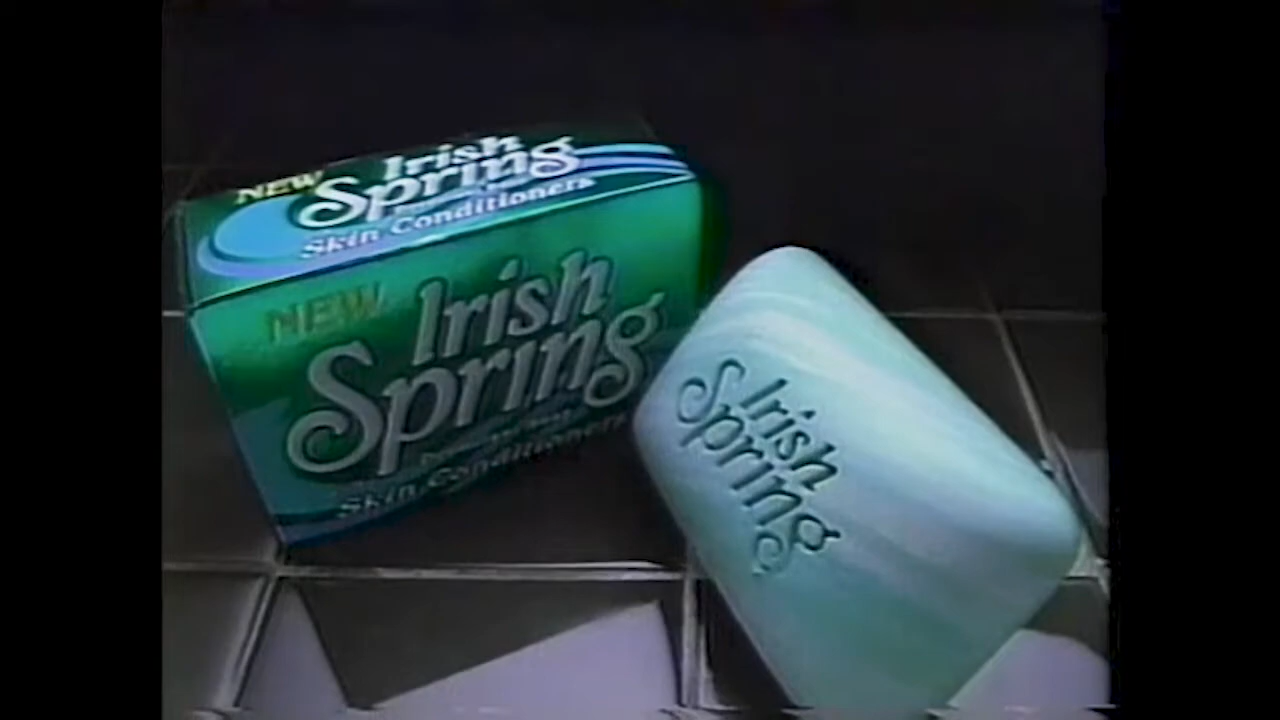 NEW
Irish
Spring
Skin Conditioners
NEW
Irish
Spring
Skin Conditioners
Irish
Spring